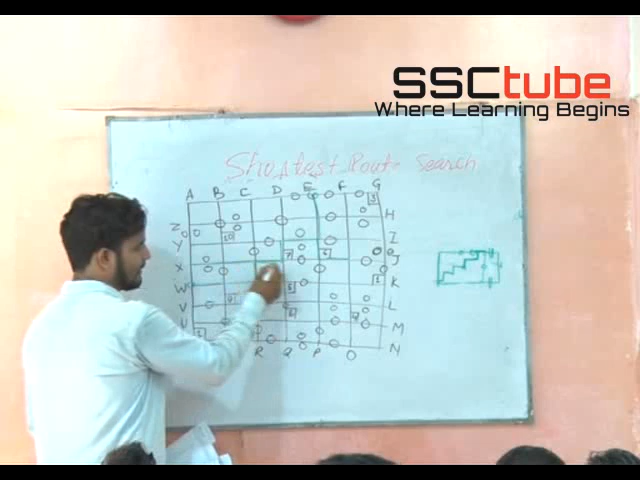 SSCtube
Where Learning Begins
Shortest Route Search
A B C D E F G
Z H
Y I
X J
W K
V L
U M
R Q P O N